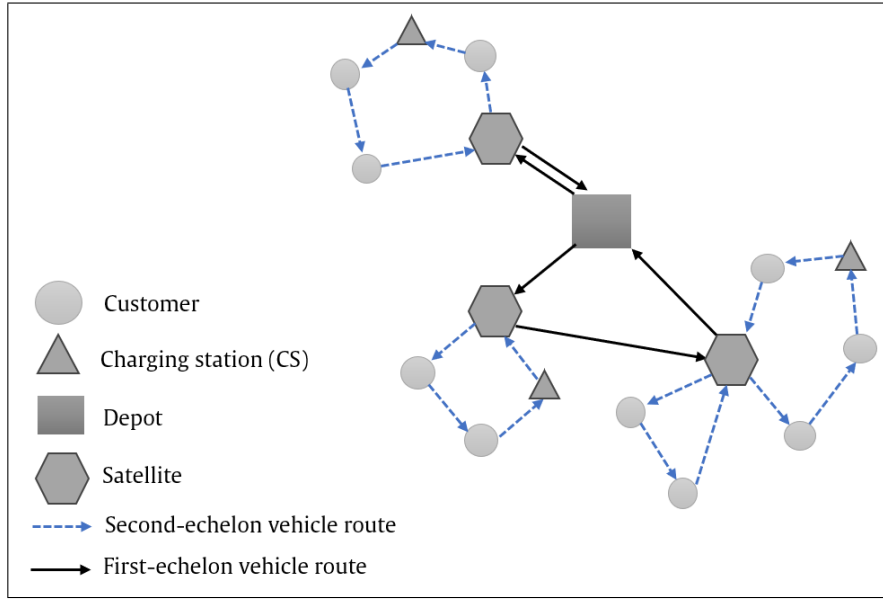 Customer
Charging station (CS)
Depot
Satellite
Second-echelon vehicle route
First-echelon vehicle route